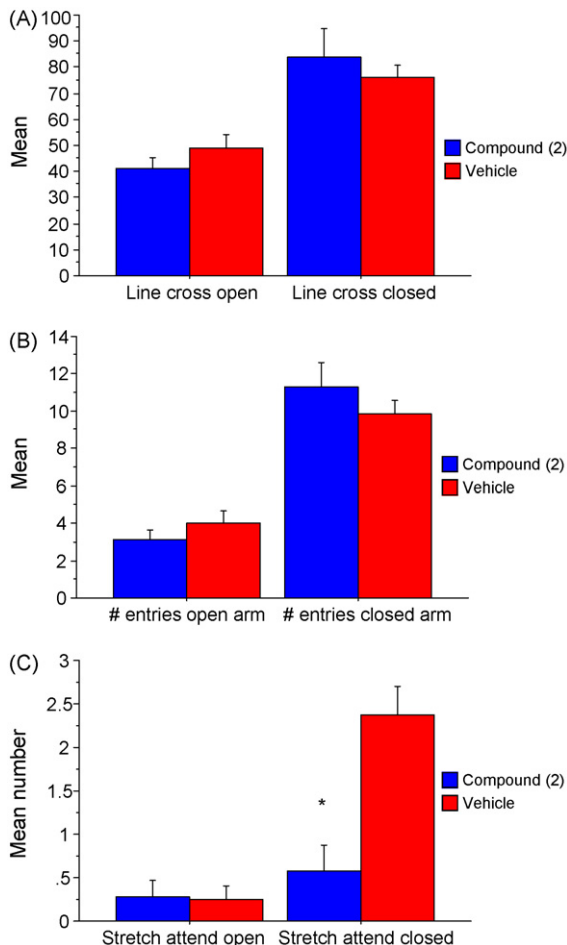 (A)
100
90
80
70
60
50
40
30
20
10
0
Mean
Line cross open Line cross closed
Compound (2)
Vehicle
(B)
14
12
10
8
6
4
2
0
Mean
# entries open arm # entries closed arm
Compound (2)
Vehicle
(C)
3
2.5
2
1.5
1
.5
0
Mean number
*
Stretch attend open Stretch attend closed
Compound (2)
Vehicle